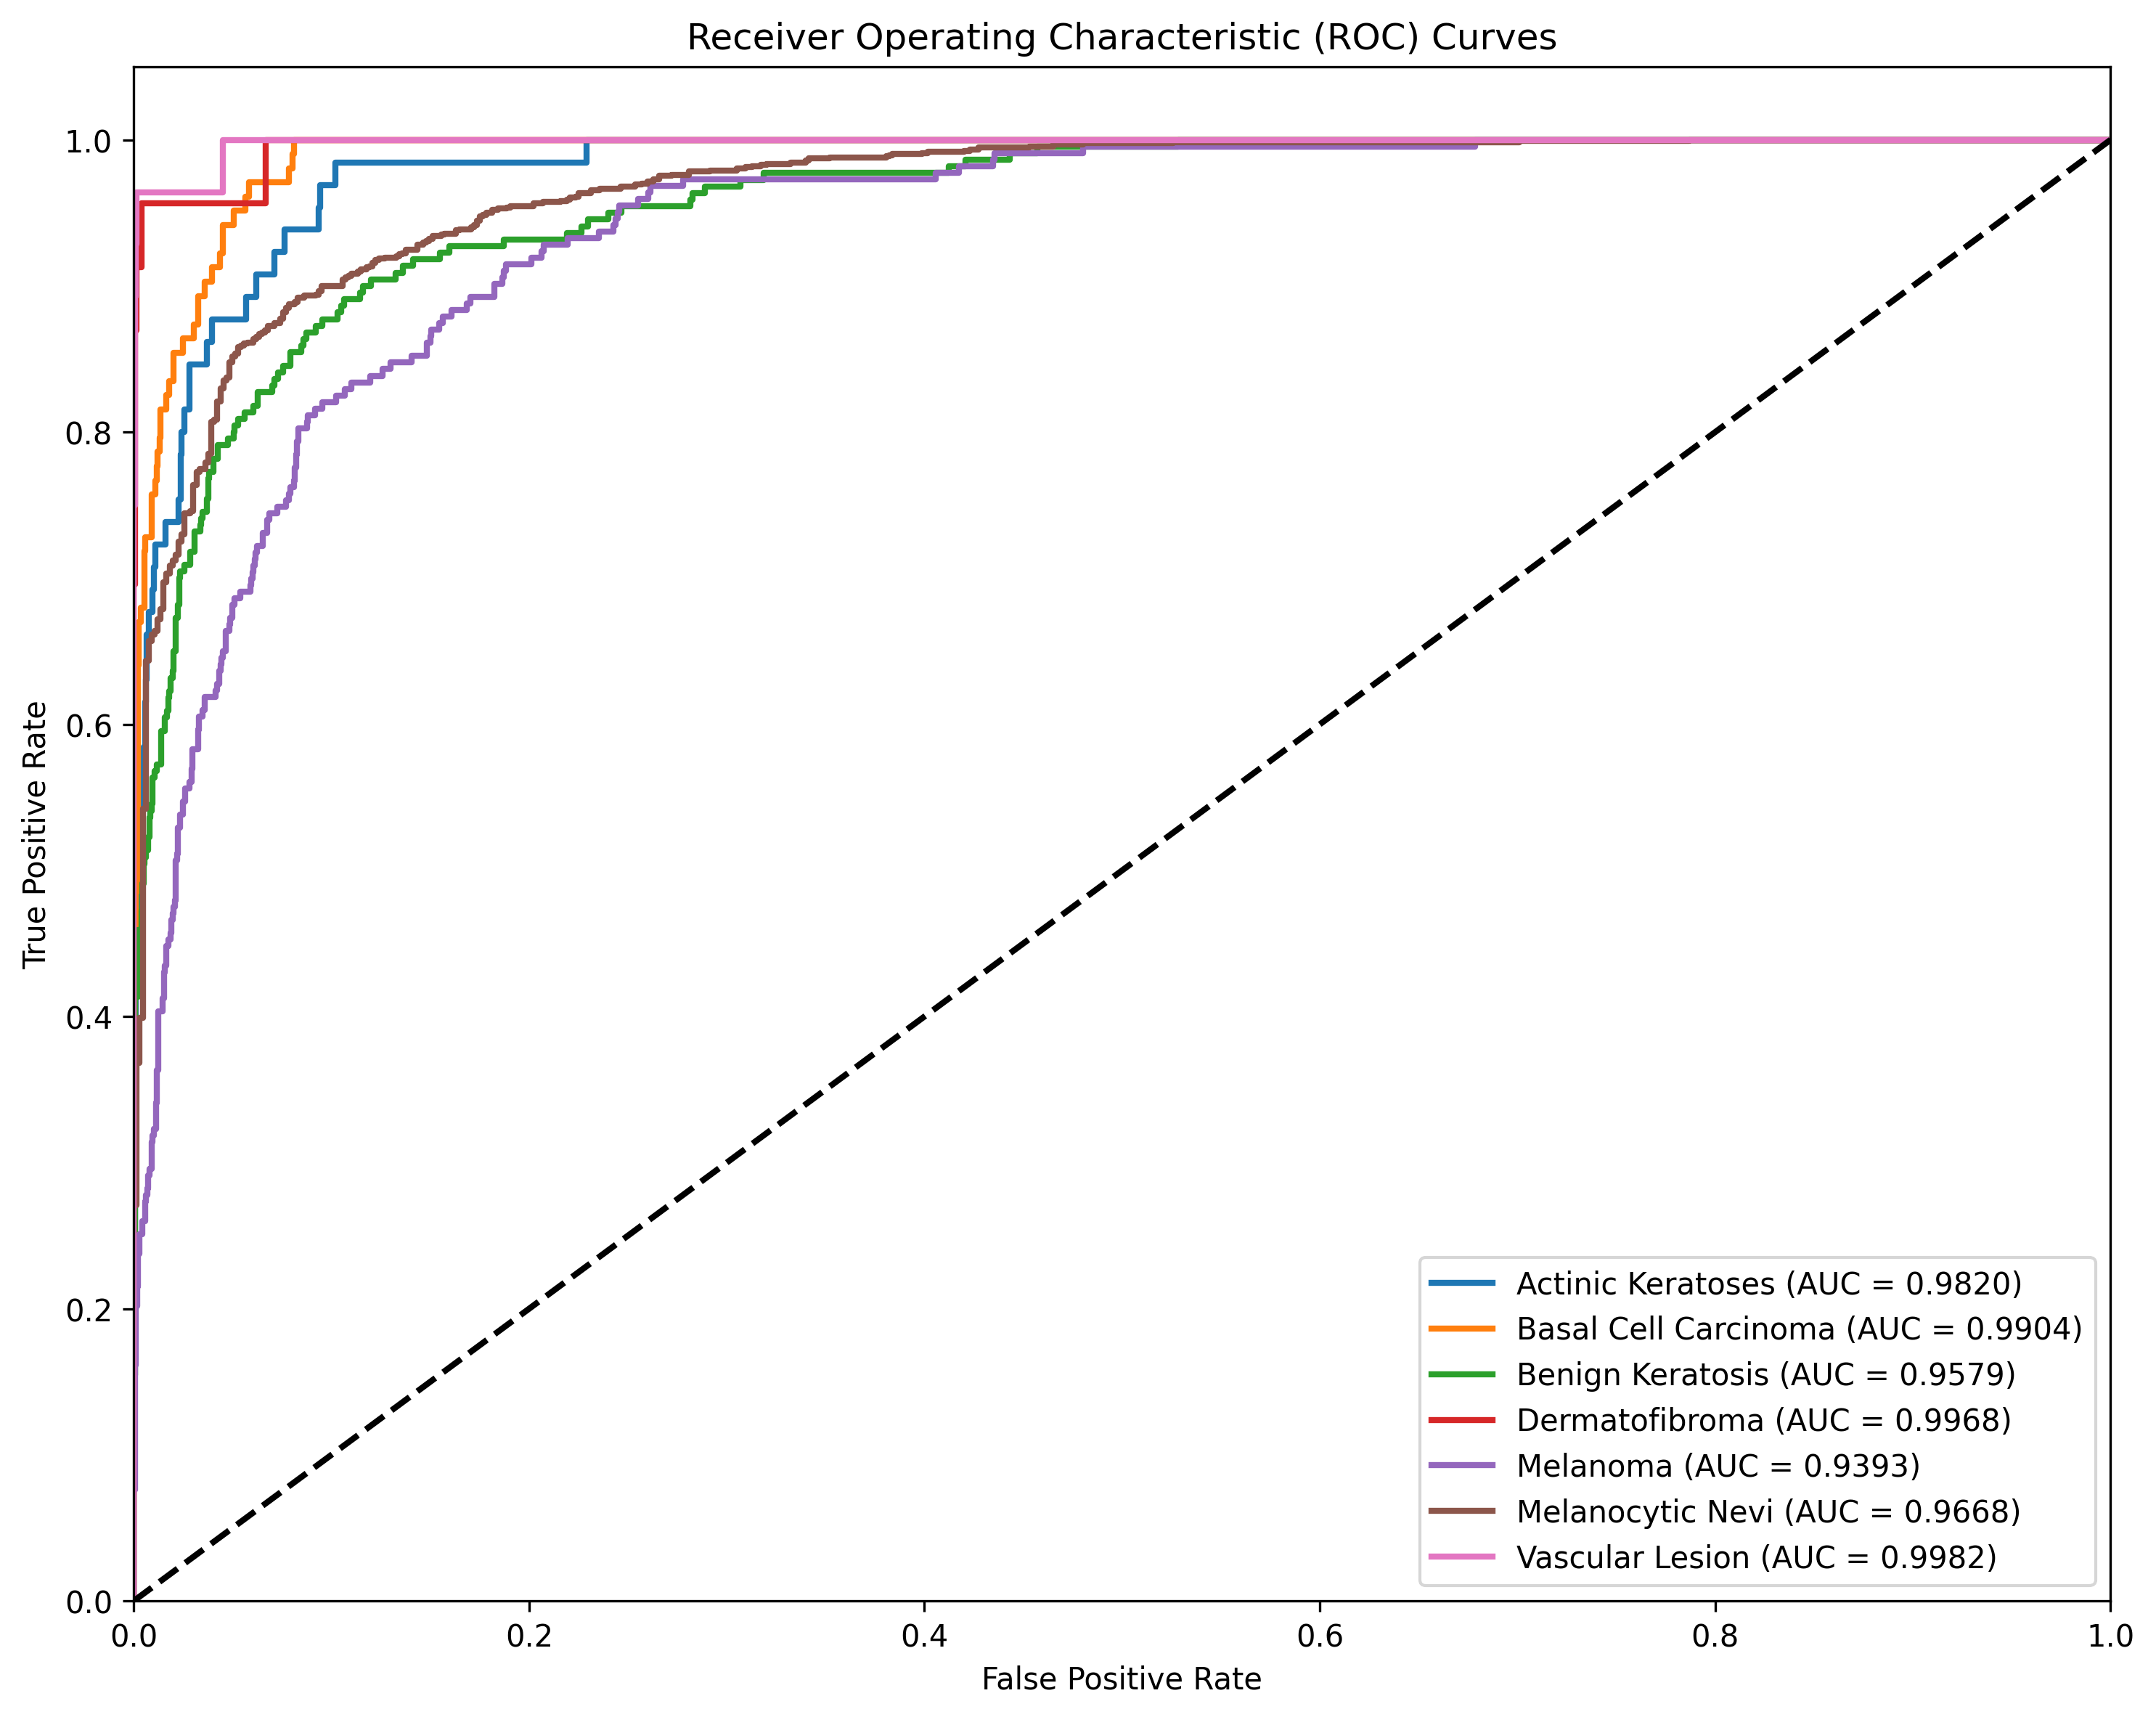 Receiver Operating Characteristic (ROC) Curves
1.0
0.8
0.6
0.4
0.2
0.0
True Positive Rate
Actinic Keratoses (AUC = 0.9820)
Basal Cell Carcinoma (AUC = 0.9904)
Benign Keratosis (AUC = 0.9579)
Dermatofibroma (AUC = 0.9968)
Melanoma (AUC = 0.9393)
Melanocytic Nevi (AUC = 0.9668)
Vascular Lesion (AUC = 0.9982)
0.0 0.2 0.4 0.6 0.8 1.0
False Positive Rate